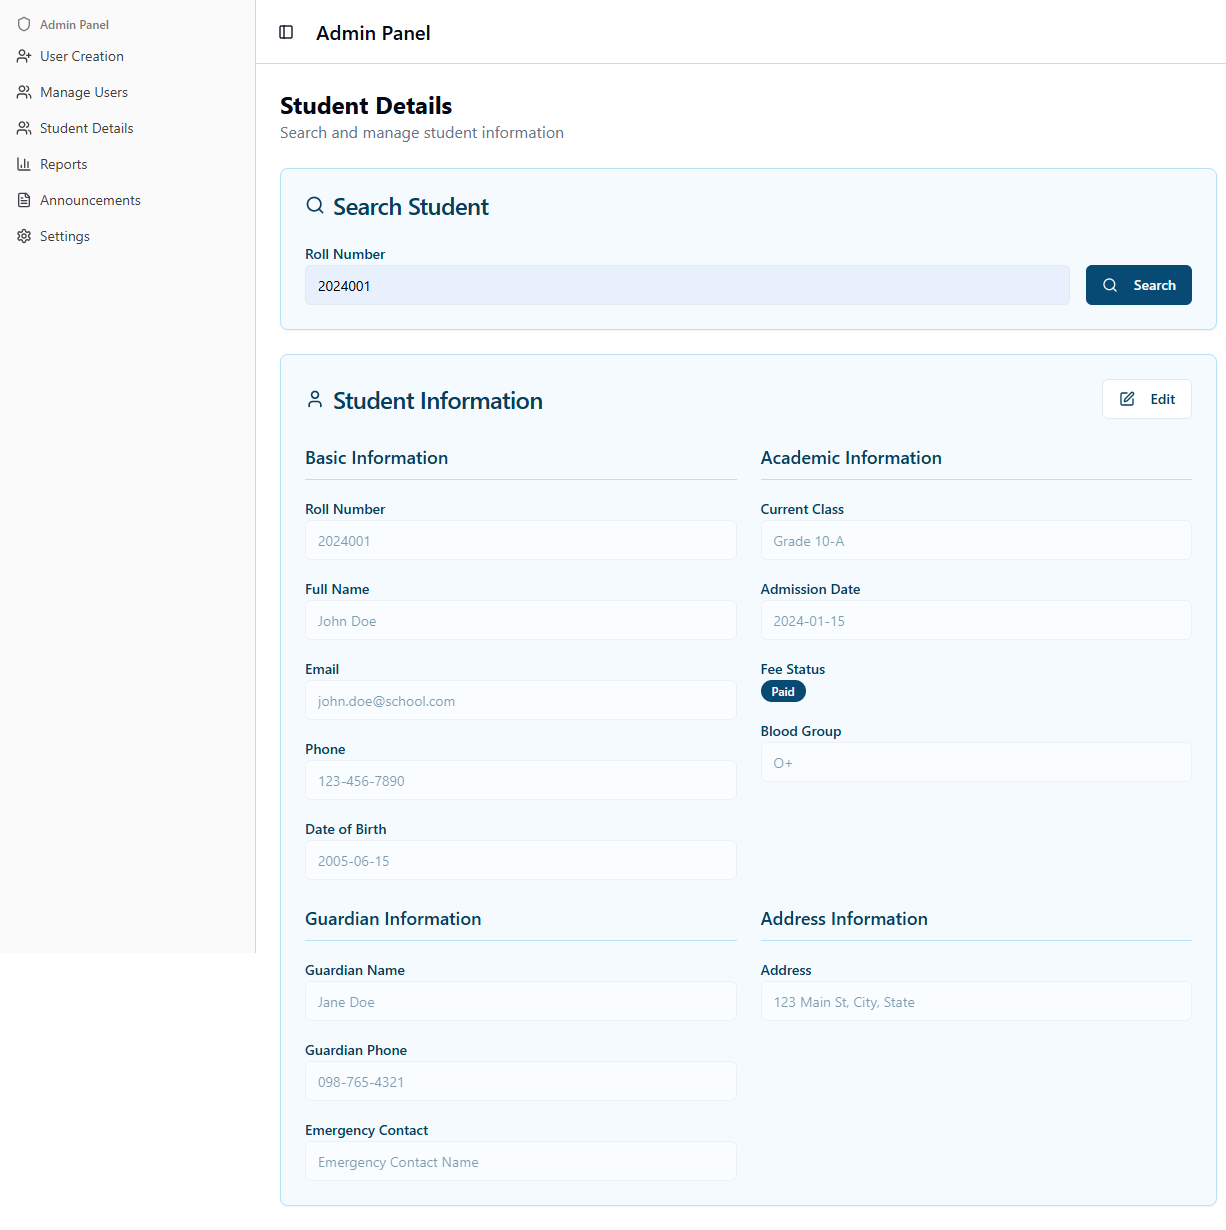 Admin Panel
User Creation
Manage Users
Student Details
Reports
Announcements
Settings
Admin Panel
Student Details
Search and manage student information
Search Student
Roll Number
2024001
Search
Student Information
Edit
Basic Information
Roll Number
2024001
Full Name
John Doe
Email
john.doe@school.com
Phone
123-456-7890
Date of Birth
2005-06-15
Academic Information
Current Class
Grade 10-A
Admission Date
2024-01-15
Fee Status
Paid
Blood Group
O+
Guardian Information
Guardian Name
Jane Doe
Guardian Phone
098-765-4321
Emergency Contact
Emergency Contact Name
Address Information
Address
123 Main St, City, State